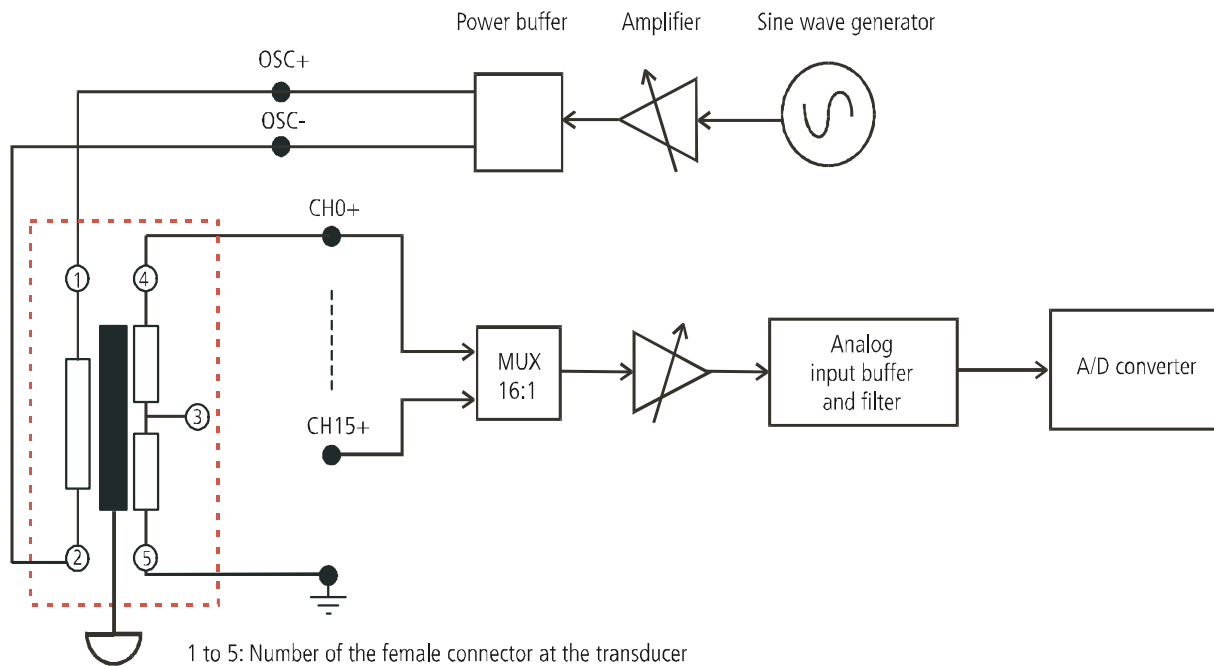 Power buffer
Amplifier
Sine wave generator
OSC+
OSC-
CH0+
1
4
MUX
16:1
Analog
input buffer
and filter
A/D converter
3
CH15+
2
5
1 to 5: Number of the female connector at the transducer